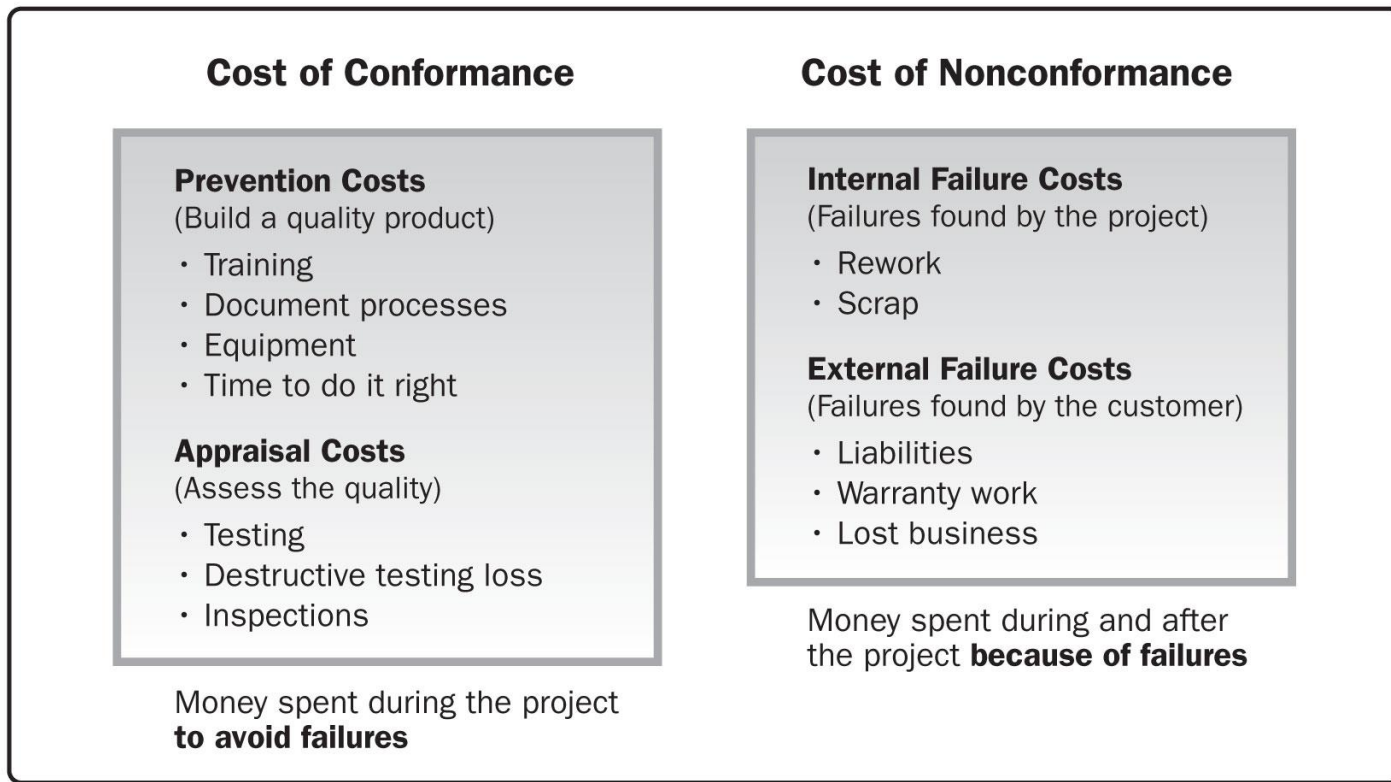 Cost of Conformance
Prevention Costs
(Build a quality product)
· Training
· Document processes
· Equipment
· Time to do it right
Appraisal Costs
(Assess the quality)
· Testing
· Destructive testing loss
· Inspections
Money spent during the project
to avoid failures
Cost of Nonconformance
Internal Failure Costs
(Failures found by the project)
· Rework
· Scrap
External Failure Costs
(Failures found by the customer)
· Liabilities
· Warranty work
· Lost business
Money spent during and after
the project because of failures